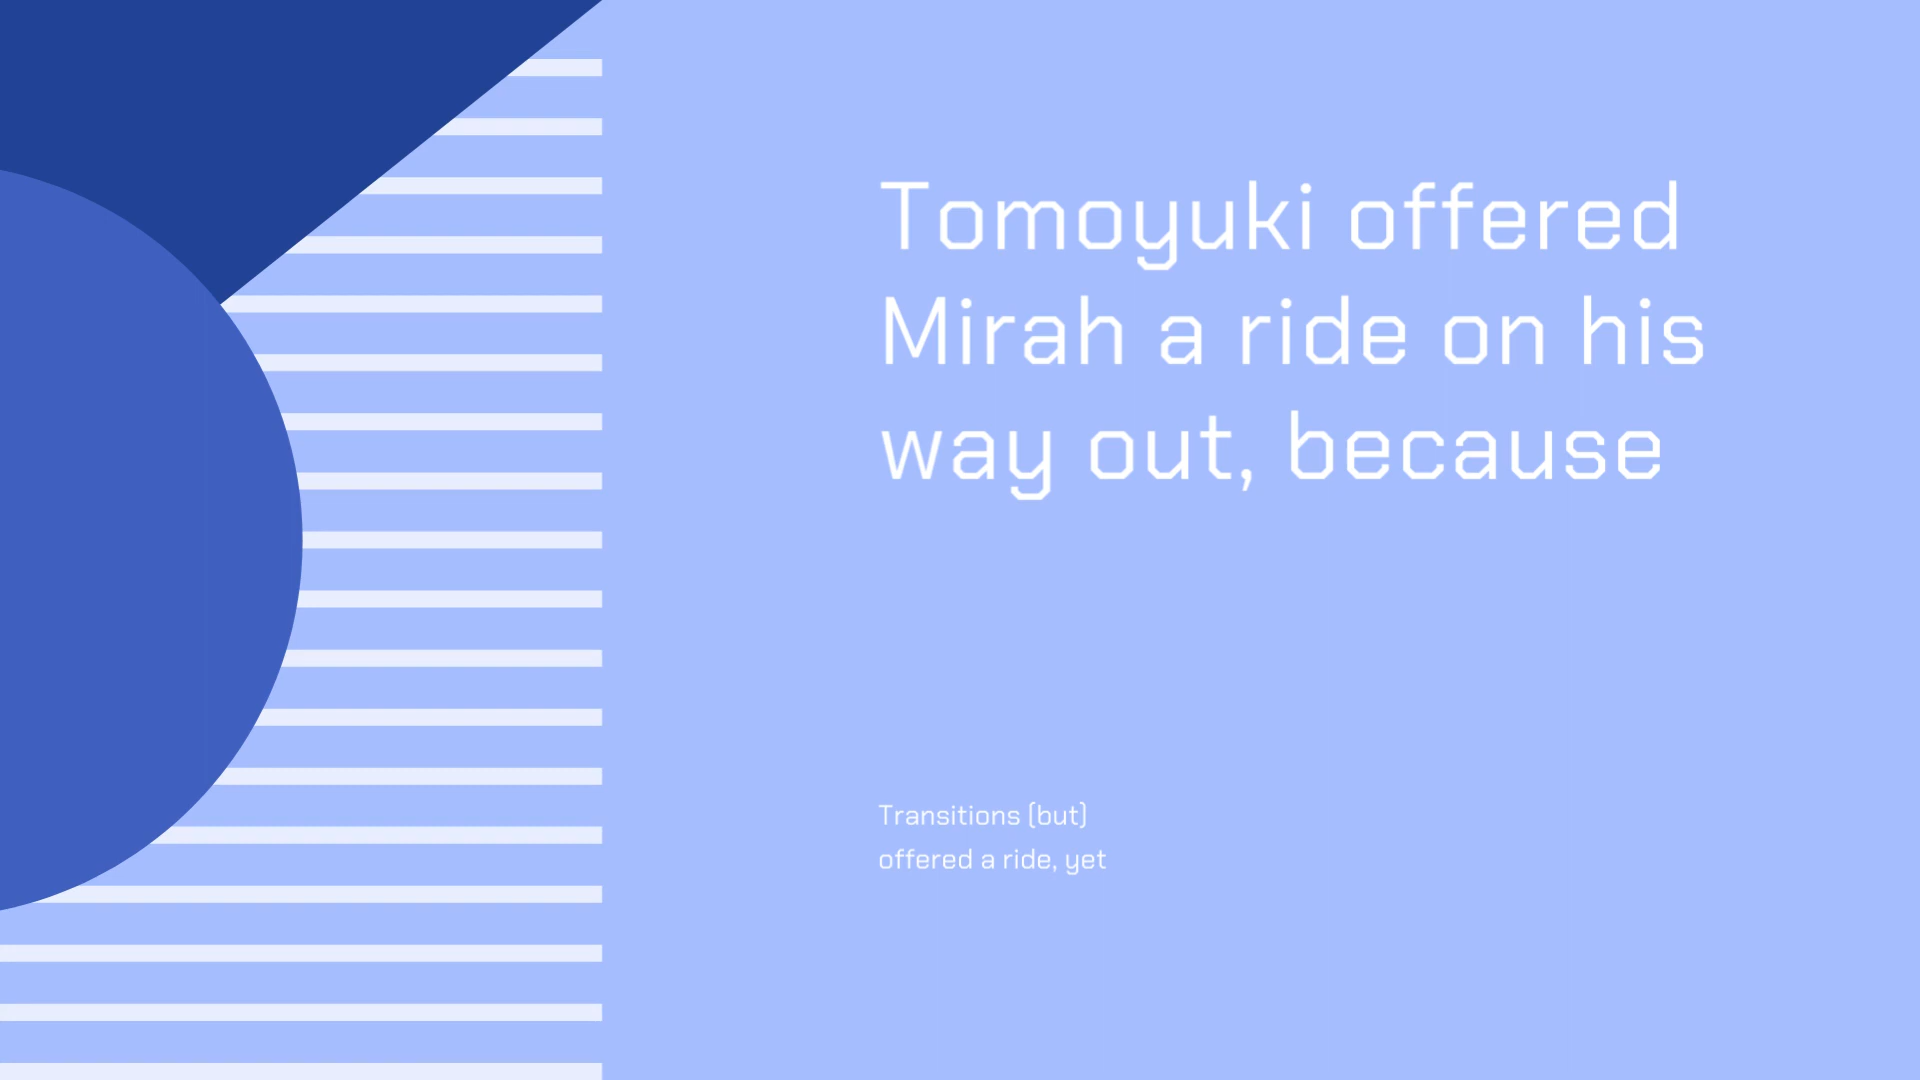 Tomoyuki offered
Mirah a ride on his
way out, because
Transitions (but)
offered a ride, yet